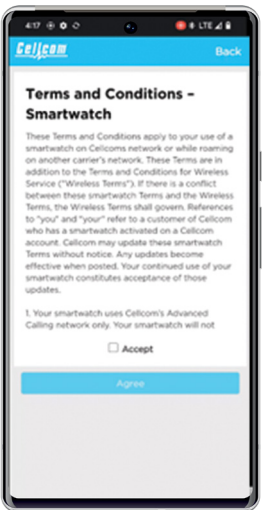 4:17 LTE
Cellcom Back
Terms and Conditions –
Smartwatch
These Terms and Conditions apply to your use of a
smartwatch on Cellcoms network or while roaming
on another carrier's network. These Terms are in
addition to the Terms and Conditions for Wireless
Service ("Wireless Terms"). If there is a conflict
between these smartwatch Terms and the Wireless
Terms, the Wireless Terms shall govern. References
to "you" and "your" refer to a customer of Cellcom
who has a smartwatch activated on a Cellcom
account. Cellcom may update these smartwatch
Terms without notice. Any updates become
effective when posted. Your continued use of your
smartwatch constitutes acceptance of those
updates.
1. Your smartwatch uses Cellcom's Advanced
Calling network only. Your smartwatch will not
Accept
Agree